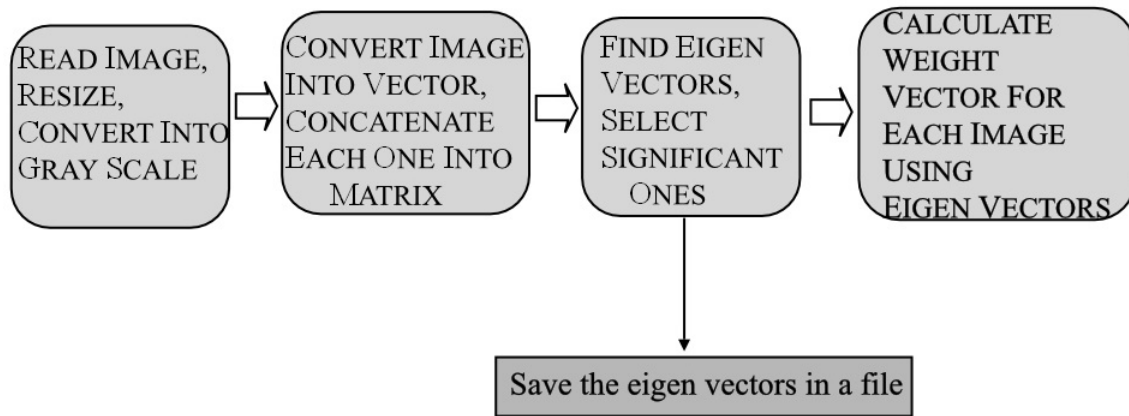 READ IMAGE,
RESIZE,
CONVERT INTO
GRAY SCALE
CONVERT IMAGE
INTO VECTOR,
CONCATENATE
EACH ONE INTO
MATRIX
FIND EIGEN
VECTORS,
SELECT
SIGNIFICANT
ONES
CALCULATE
WEIGHT
VECTOR FOR
EACH IMAGE
USING
EIGEN VECTORS
Save the eigen vectors in a file